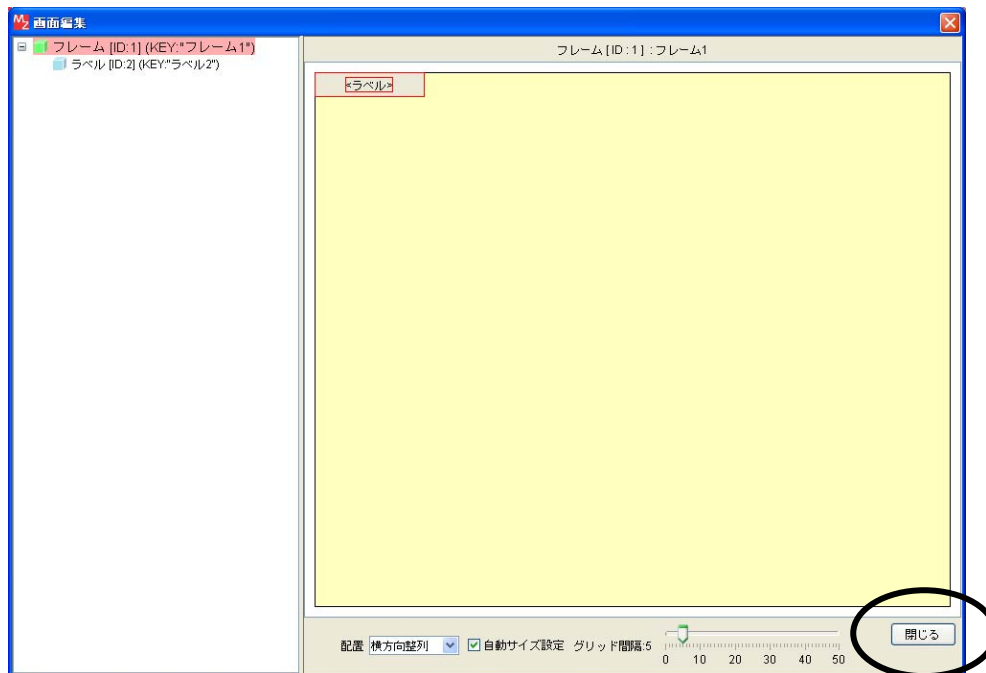 MZ 画面編集
フレーム [ID:1] (KEY:"フレーム1")
ラベル [ID:2] (KEY:"ラベル2")
フレーム [ID:1] : フレーム1
<ラベル>
配置 横方向整列 自動サイズ設定 グリッド間隔:5
0 10 20 30 40 50
閉じる